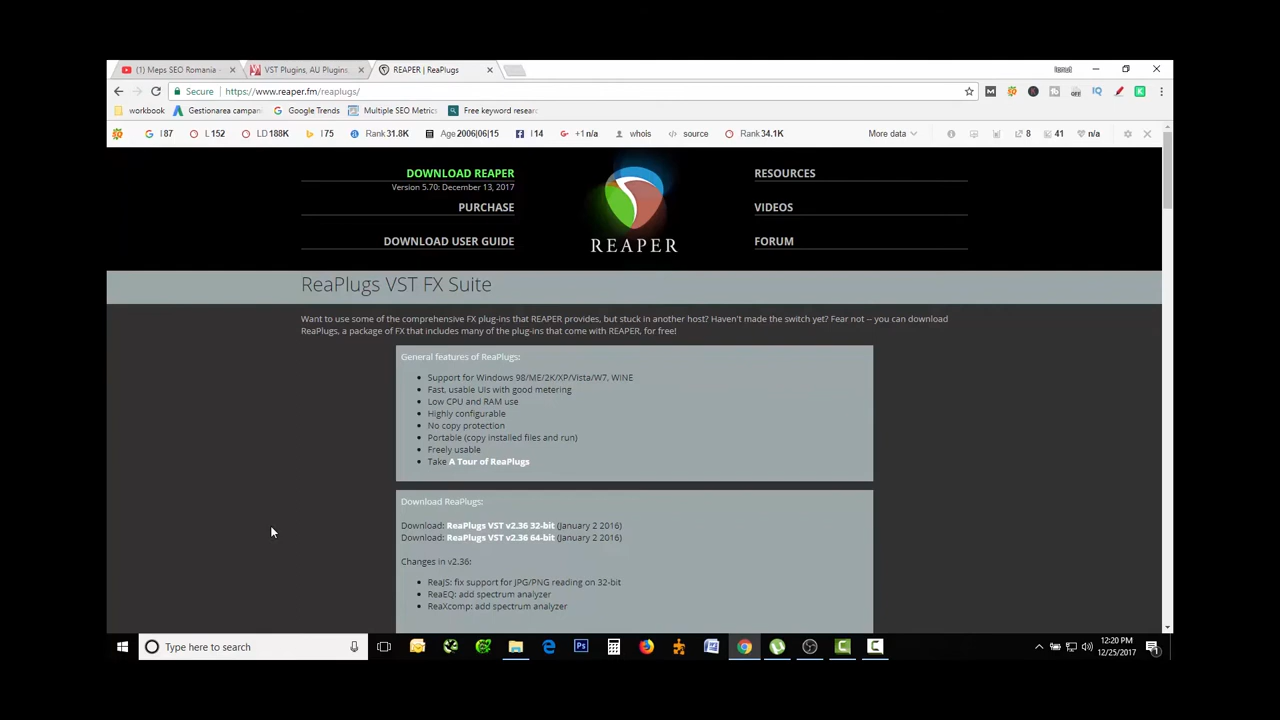 (1) Meps SEO Romania -
VST Plugins, AU Plugins,
REAPER | ReaPlugs
Ionut
Secure
https://www.reaper.fm/reaplugs/
workbook
Gestionarea campani
Google Trends
Multiple SEO Metrics
Free keyword resear
I 87
L 152
LD 188K
I 75
Rank 31.8K
Age 2006|06|15
I 14
+1 n/a
whois
source
Rank 34.1K
More data
8
41
n/a
DOWNLOAD REAPER
Version 5.70: December 13, 2017
PURCHASE
DOWNLOAD USER GUIDE
REAPER
RESOURCES
VIDEOS
FORUM
ReaPlugs VST FX Suite
Want to use some of the comprehensive FX plug-ins that REAPER provides, but stuck in another host? Haven't made the switch yet? Fear not -- you can download
ReaPlugs, a package of FX that includes many of the plug-ins that come with REAPER, for free!
General features of ReaPlugs:
• Support for Windows 98/ME/2K/XP/Vista/W7, WINE
• Fast, usable UIs with good metering
• Low CPU and RAM use
• Highly configurable
• No copy protection
• Portable (copy installed files and run)
• Freely usable
• Take A Tour of ReaPlugs
Download ReaPlugs:
Download: ReaPlugs VST v2.36 32-bit (January 2 2016)
Download: ReaPlugs VST v2.36 64-bit (January 2 2016)
Changes in v2.36:
• ReaJS: fix support for JPG/PNG reading on 32-bit
• ReaEQ: add spectrum analyzer
• ReaXcomp: add spectrum analyzer
Type here to search
12:20 PM
12/25/2017